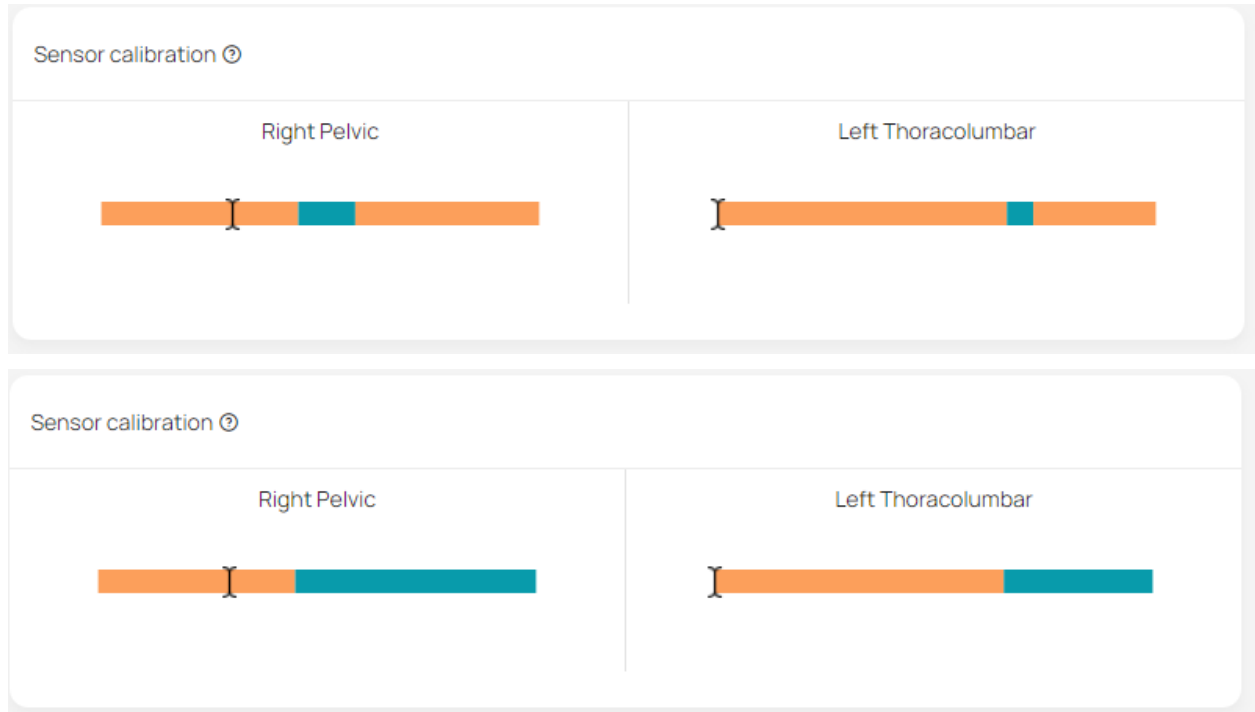 Sensor calibration
Right Pelvic
Left Thoracolumbar
Sensor calibration
Right Pelvic
Left Thoracolumbar